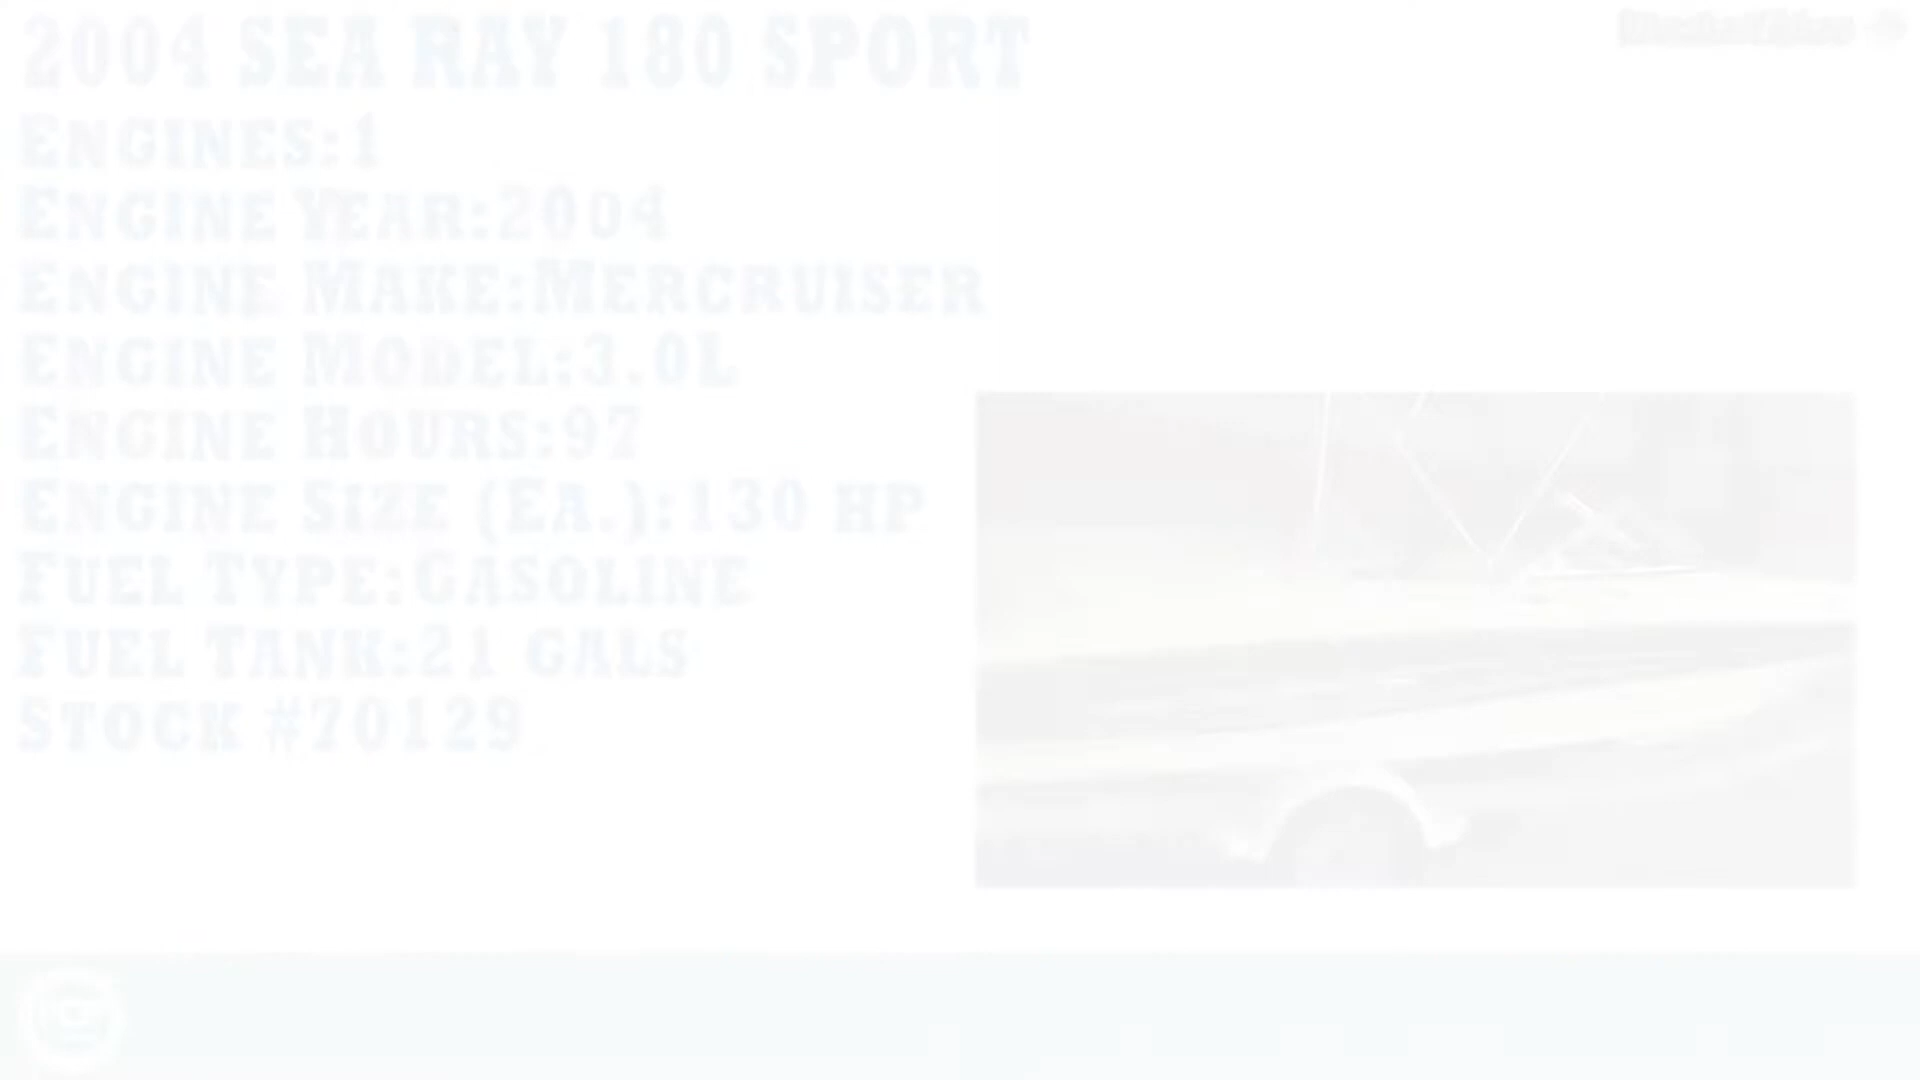 2004 SEA RAY 180 SPORT
ENGINES:1
ENGINE YEAR:2004
ENGINE MAKE:MERCRUISER
ENGINE MODEL:3.0L
ENGINE HOURS:97
ENGINE SIZE (EA.):130 HP
FUEL TYPE:GASOLINE
FUEL TANK:21 GALS
STOCK #70129